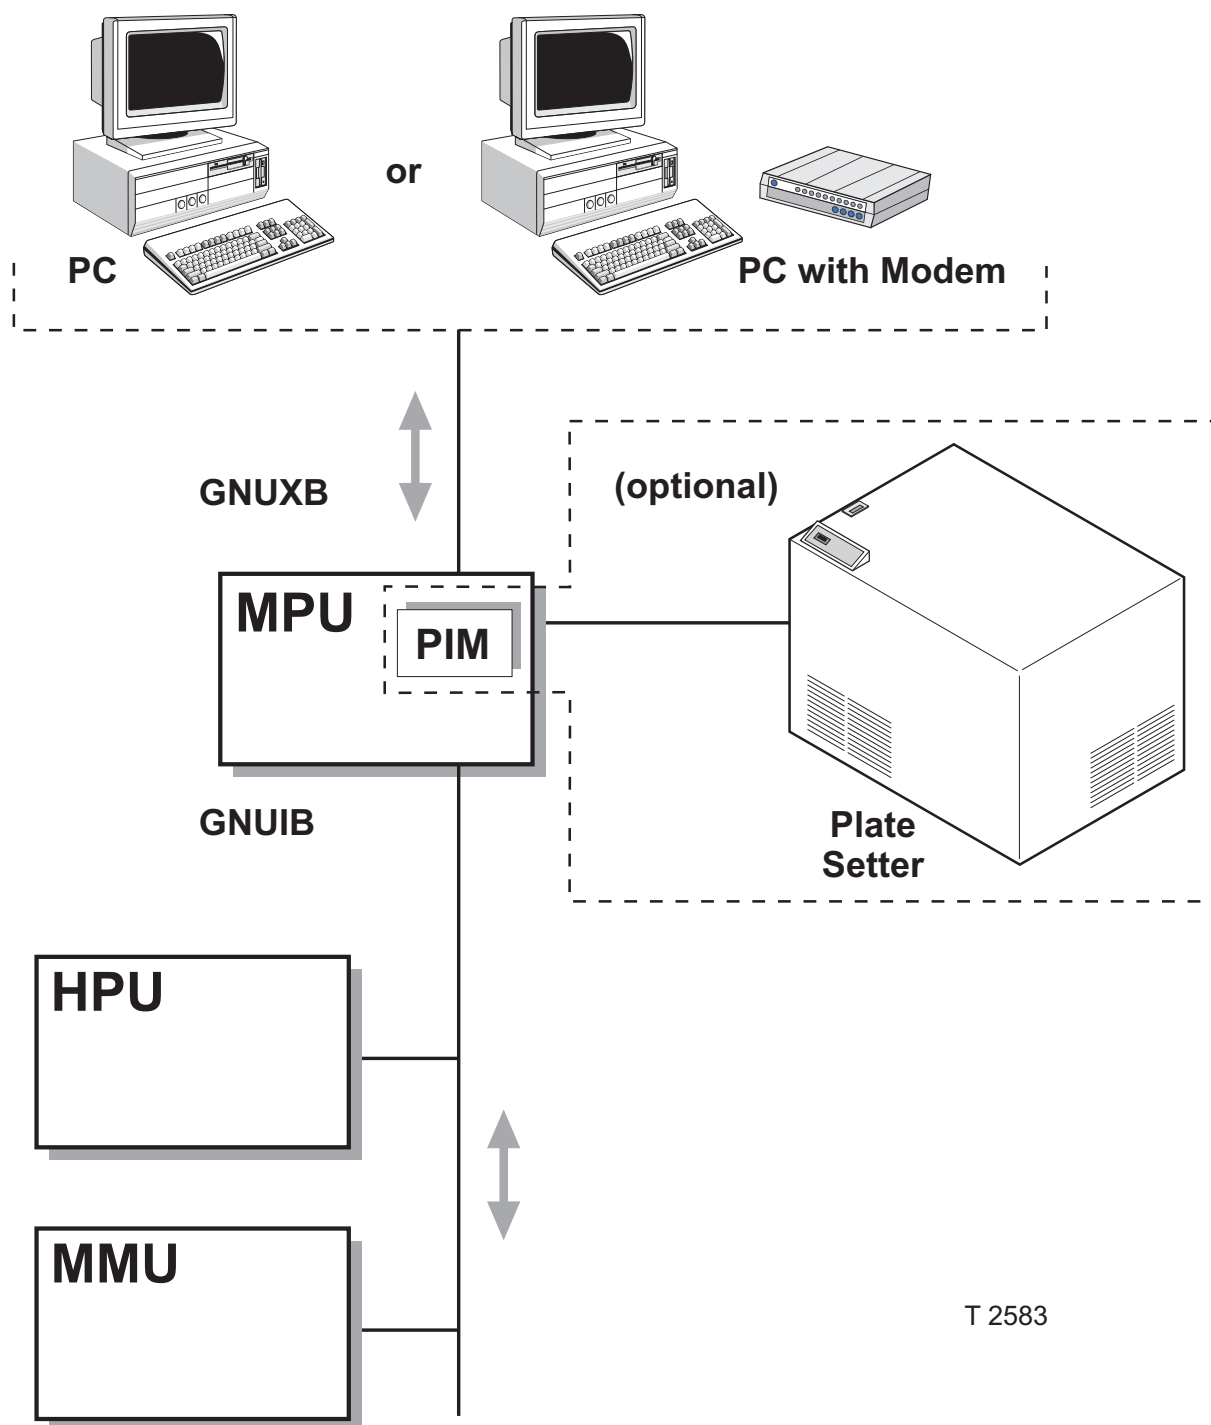 or
PC
PC with Modem
GNUXB
(optional)
MPU
PIM
GNUIB
Plate
Setter
HPU
MMU
T 2583